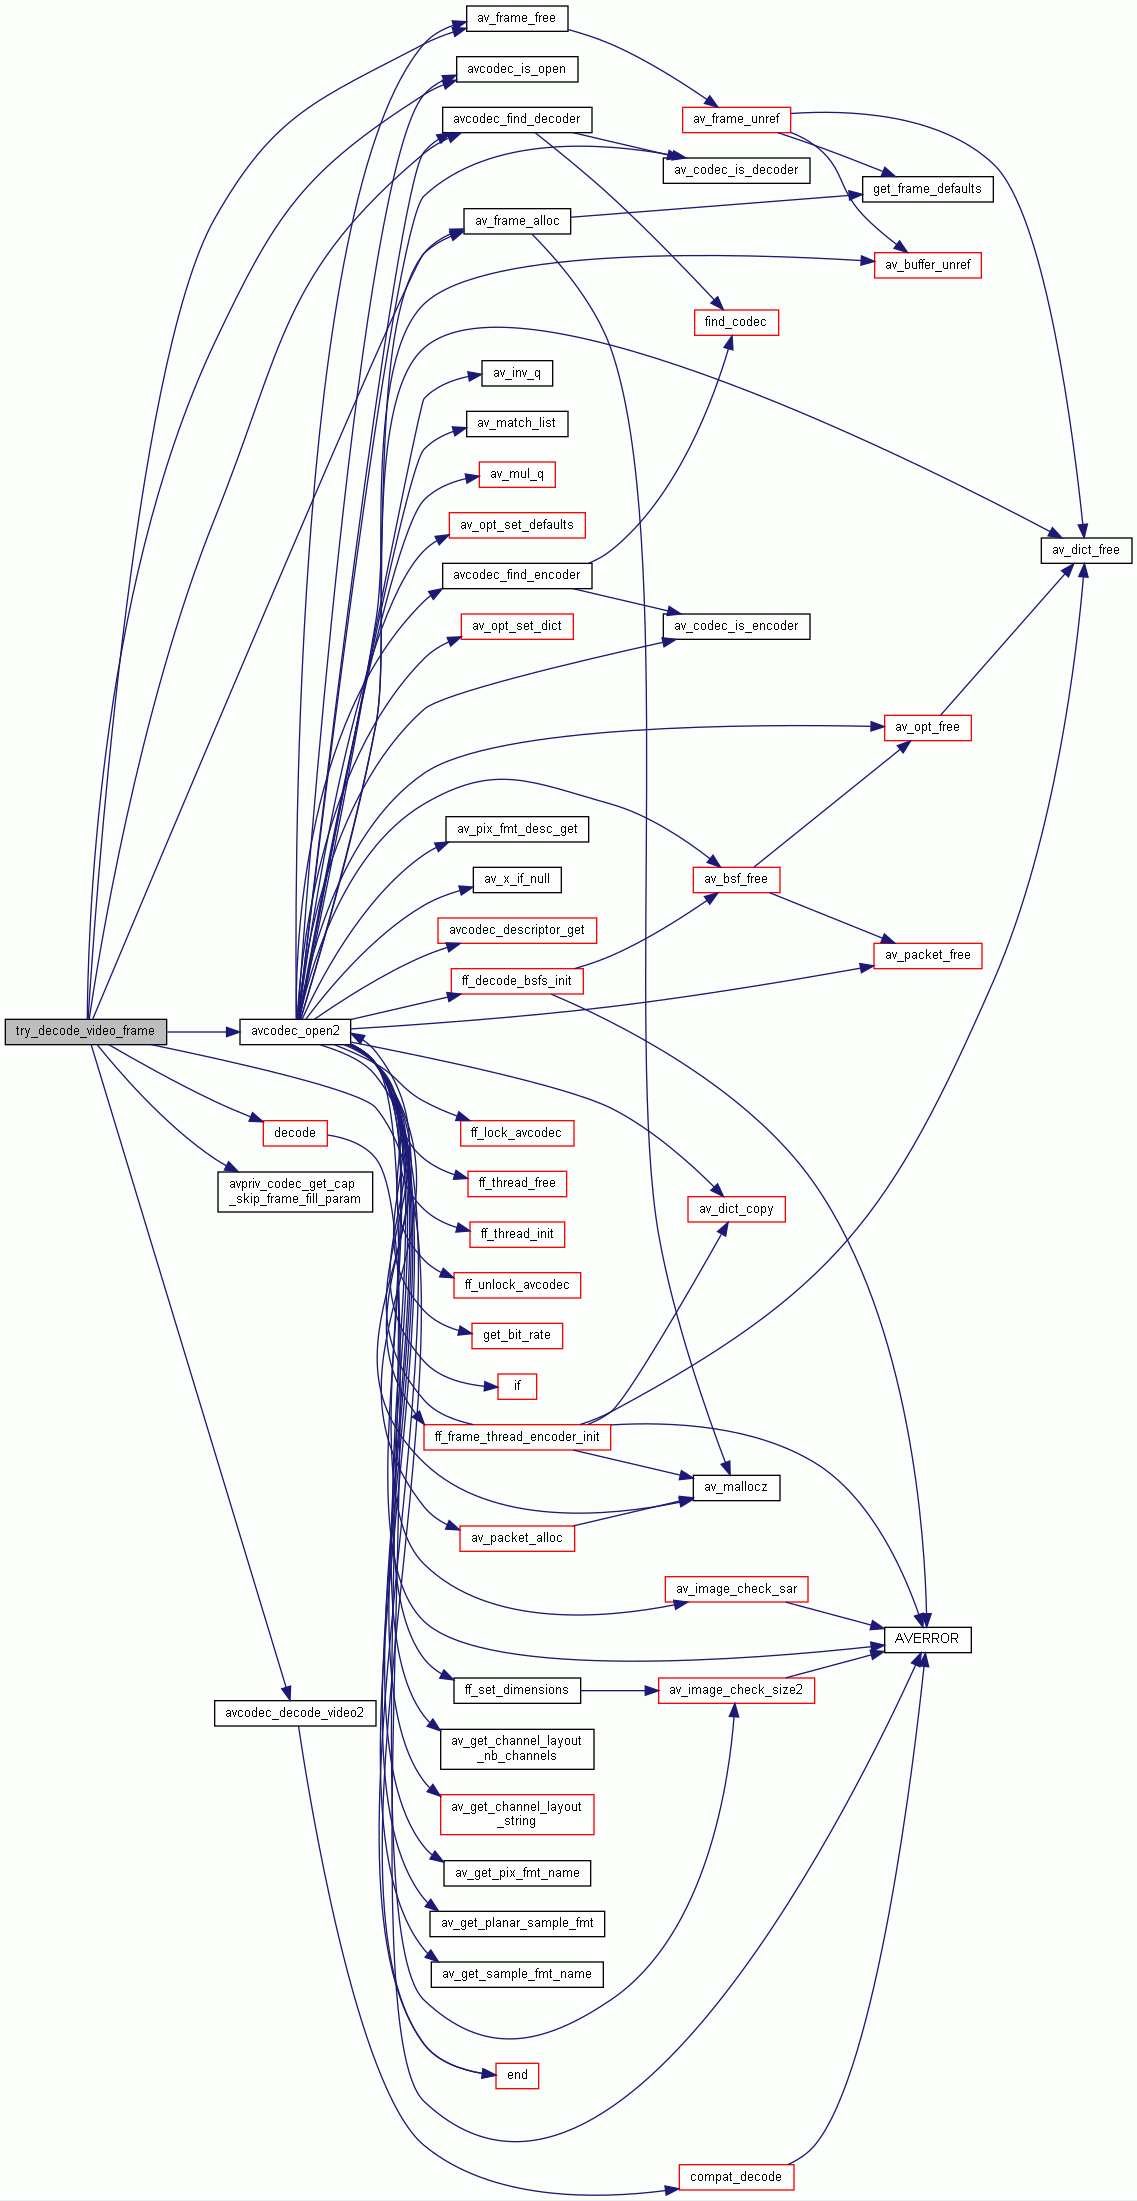 av_frame_free
avcodec_is_open
avcodec_find_decoder
av_frame_unref
av_codec_is_decoder
get_frame_defaults
av_frame_alloc
av_buffer_unref
find_codec
av_inv_q
av_match_list
av_mul_q
av_opt_set_defaults
av_dict_free
avcodec_find_encoder
av_opt_set_dict
av_codec_is_encoder
av_opt_free
av_pix_fmt_desc_get
av_x_if_null
av_bsf_free
avcodec_descriptor_get
av_packet_free
ff_decode_bsfs_init
try_decode_video_frame
avcodec_open2
decode
ff_lock_avcodec
avpriv_codec_get_cap
_skip_frame_fill_param
ff_thread_free
av_dict_copy
ff_thread_init
ff_unlock_avcodec
get_bit_rate
if
ff_frame_thread_encoder_init
av_mallocz
av_packet_alloc
av_image_check_sar
AVERROR
ff_set_dimensions
av_image_check_size2
avcodec_decode_video2
av_get_channel_layout
_nb_channels
av_get_channel_layout
_string
av_get_pix_fmt_name
av_get_planar_sample_fmt
av_get_sample_fmt_name
end
compat_decode